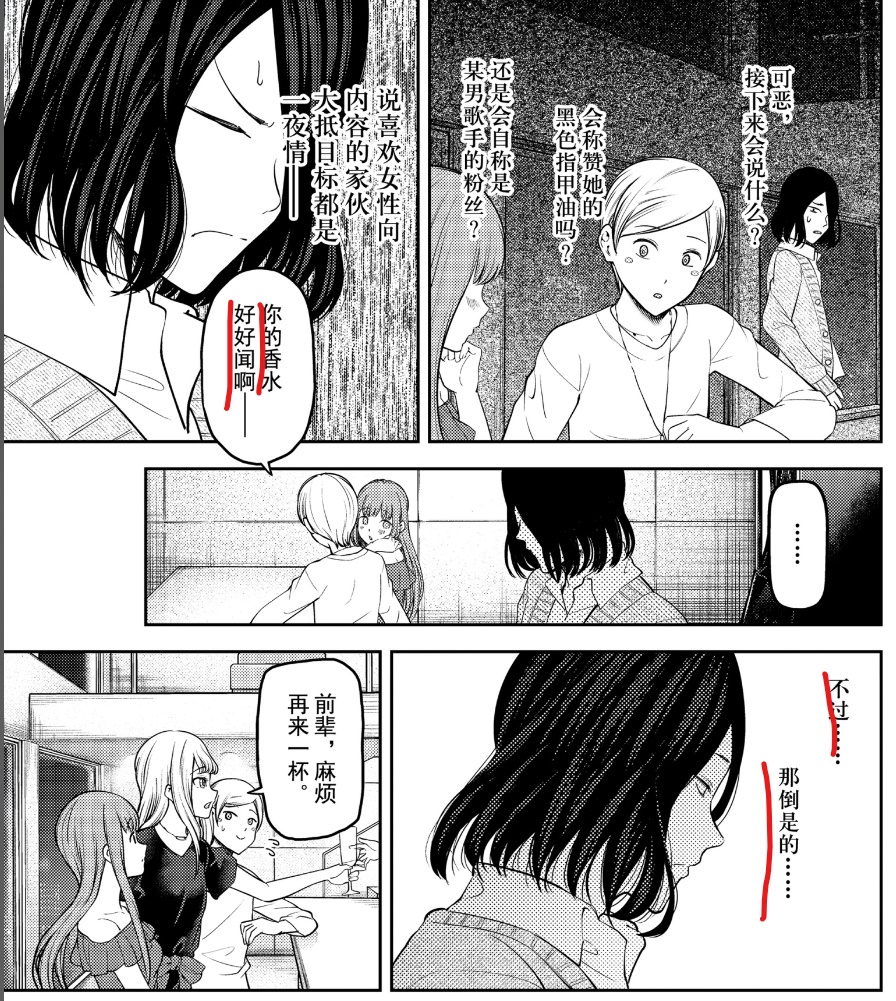 可恶，
接下来会说什么？
会称赞她的
黑色指甲油吗？
还是会自称是
某男歌手的粉丝？
说喜欢女性向
内容的家伙
大抵目标都是
一夜情——
你的香水
好好闻啊——
……
不过……
那倒是的……
前辈，麻烦
再来一杯。